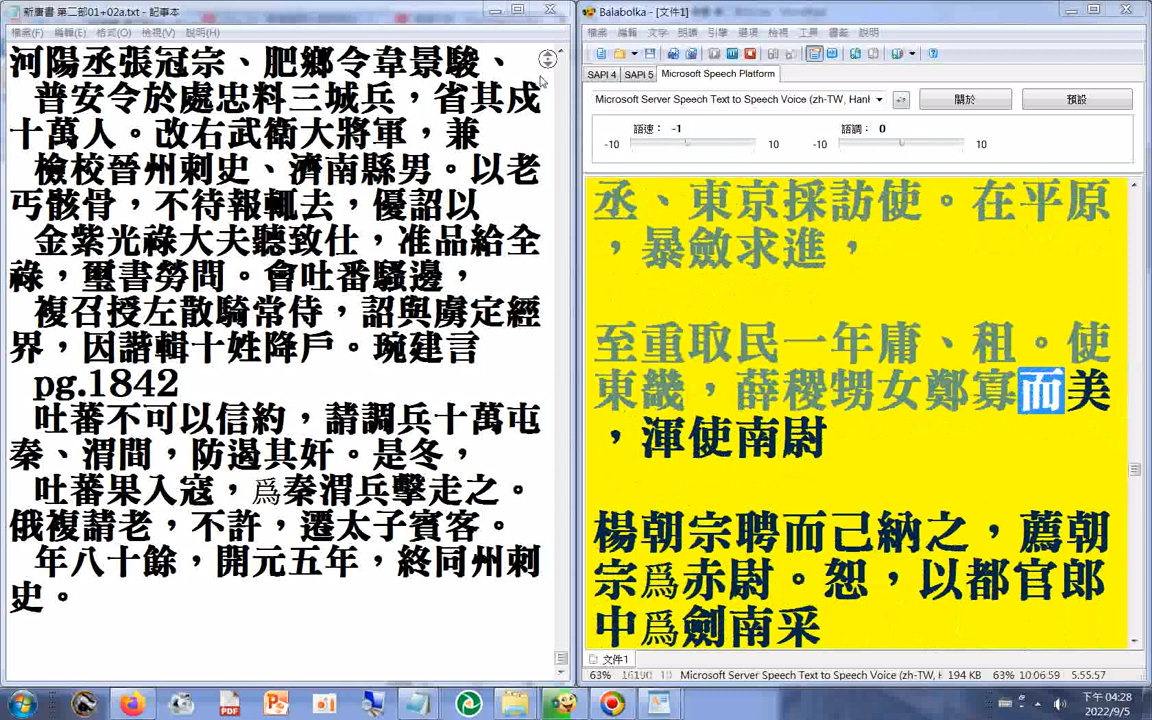 新唐書 第二部01+02a.txt - 記事本
檔案(F) 編輯(E) 格式(O) 檢視(V) 說明(H)
河陽丞張冠宗、肥鄉令韋景駿、
普安令於處忠料三城兵，省其戍
十萬人。改右武衛大將軍，兼
檢校晉州刺史、濟南縣男。以老
丐骸骨，不待報輒去，優詔以
金紫光祿大夫聽致仕，准品給全
祿，璽書勞問。會吐番騷邊，
複召授左散騎常侍，詔與虜定經
界，因諧輯十姓降戶。琬建言
pg.1842
吐蕃不可以信約，請調兵十萬屯
秦、渭間，防遏其奸。是冬，
吐蕃果入寇，爲秦渭兵擊走之。
俄複請老，不許，遷太子賓客。
年八十餘，開元五年，終同州刺
史。
Balabolka - [文件1]
檔案 編輯 文字 朗讀 引擎 選項 檢視 工具 書籤 說明
SAPI 4 SAPI 5 Microsoft Speech Platform
Microsoft Server Speech Text to Speech Voice (zh-TW, Hanl 關於 預設
語速： -1 語調： 0
-10 10 -10 10
丞、東京採訪使。在平原
，暴斂求進，
至重取民一年庸、租。使
東畿，薛稷甥女鄭寡而美
，渾使南尉
楊朝宗聘而己納之，薦朝
宗爲赤尉。恕，以都官郎
中爲劍南采
文件1
63% Microsoft Server Speech Text to Speech Voice (zh-TW, H 194 KB 63% 10:06:59 5.55.57
下午 04:28
2022/9/5